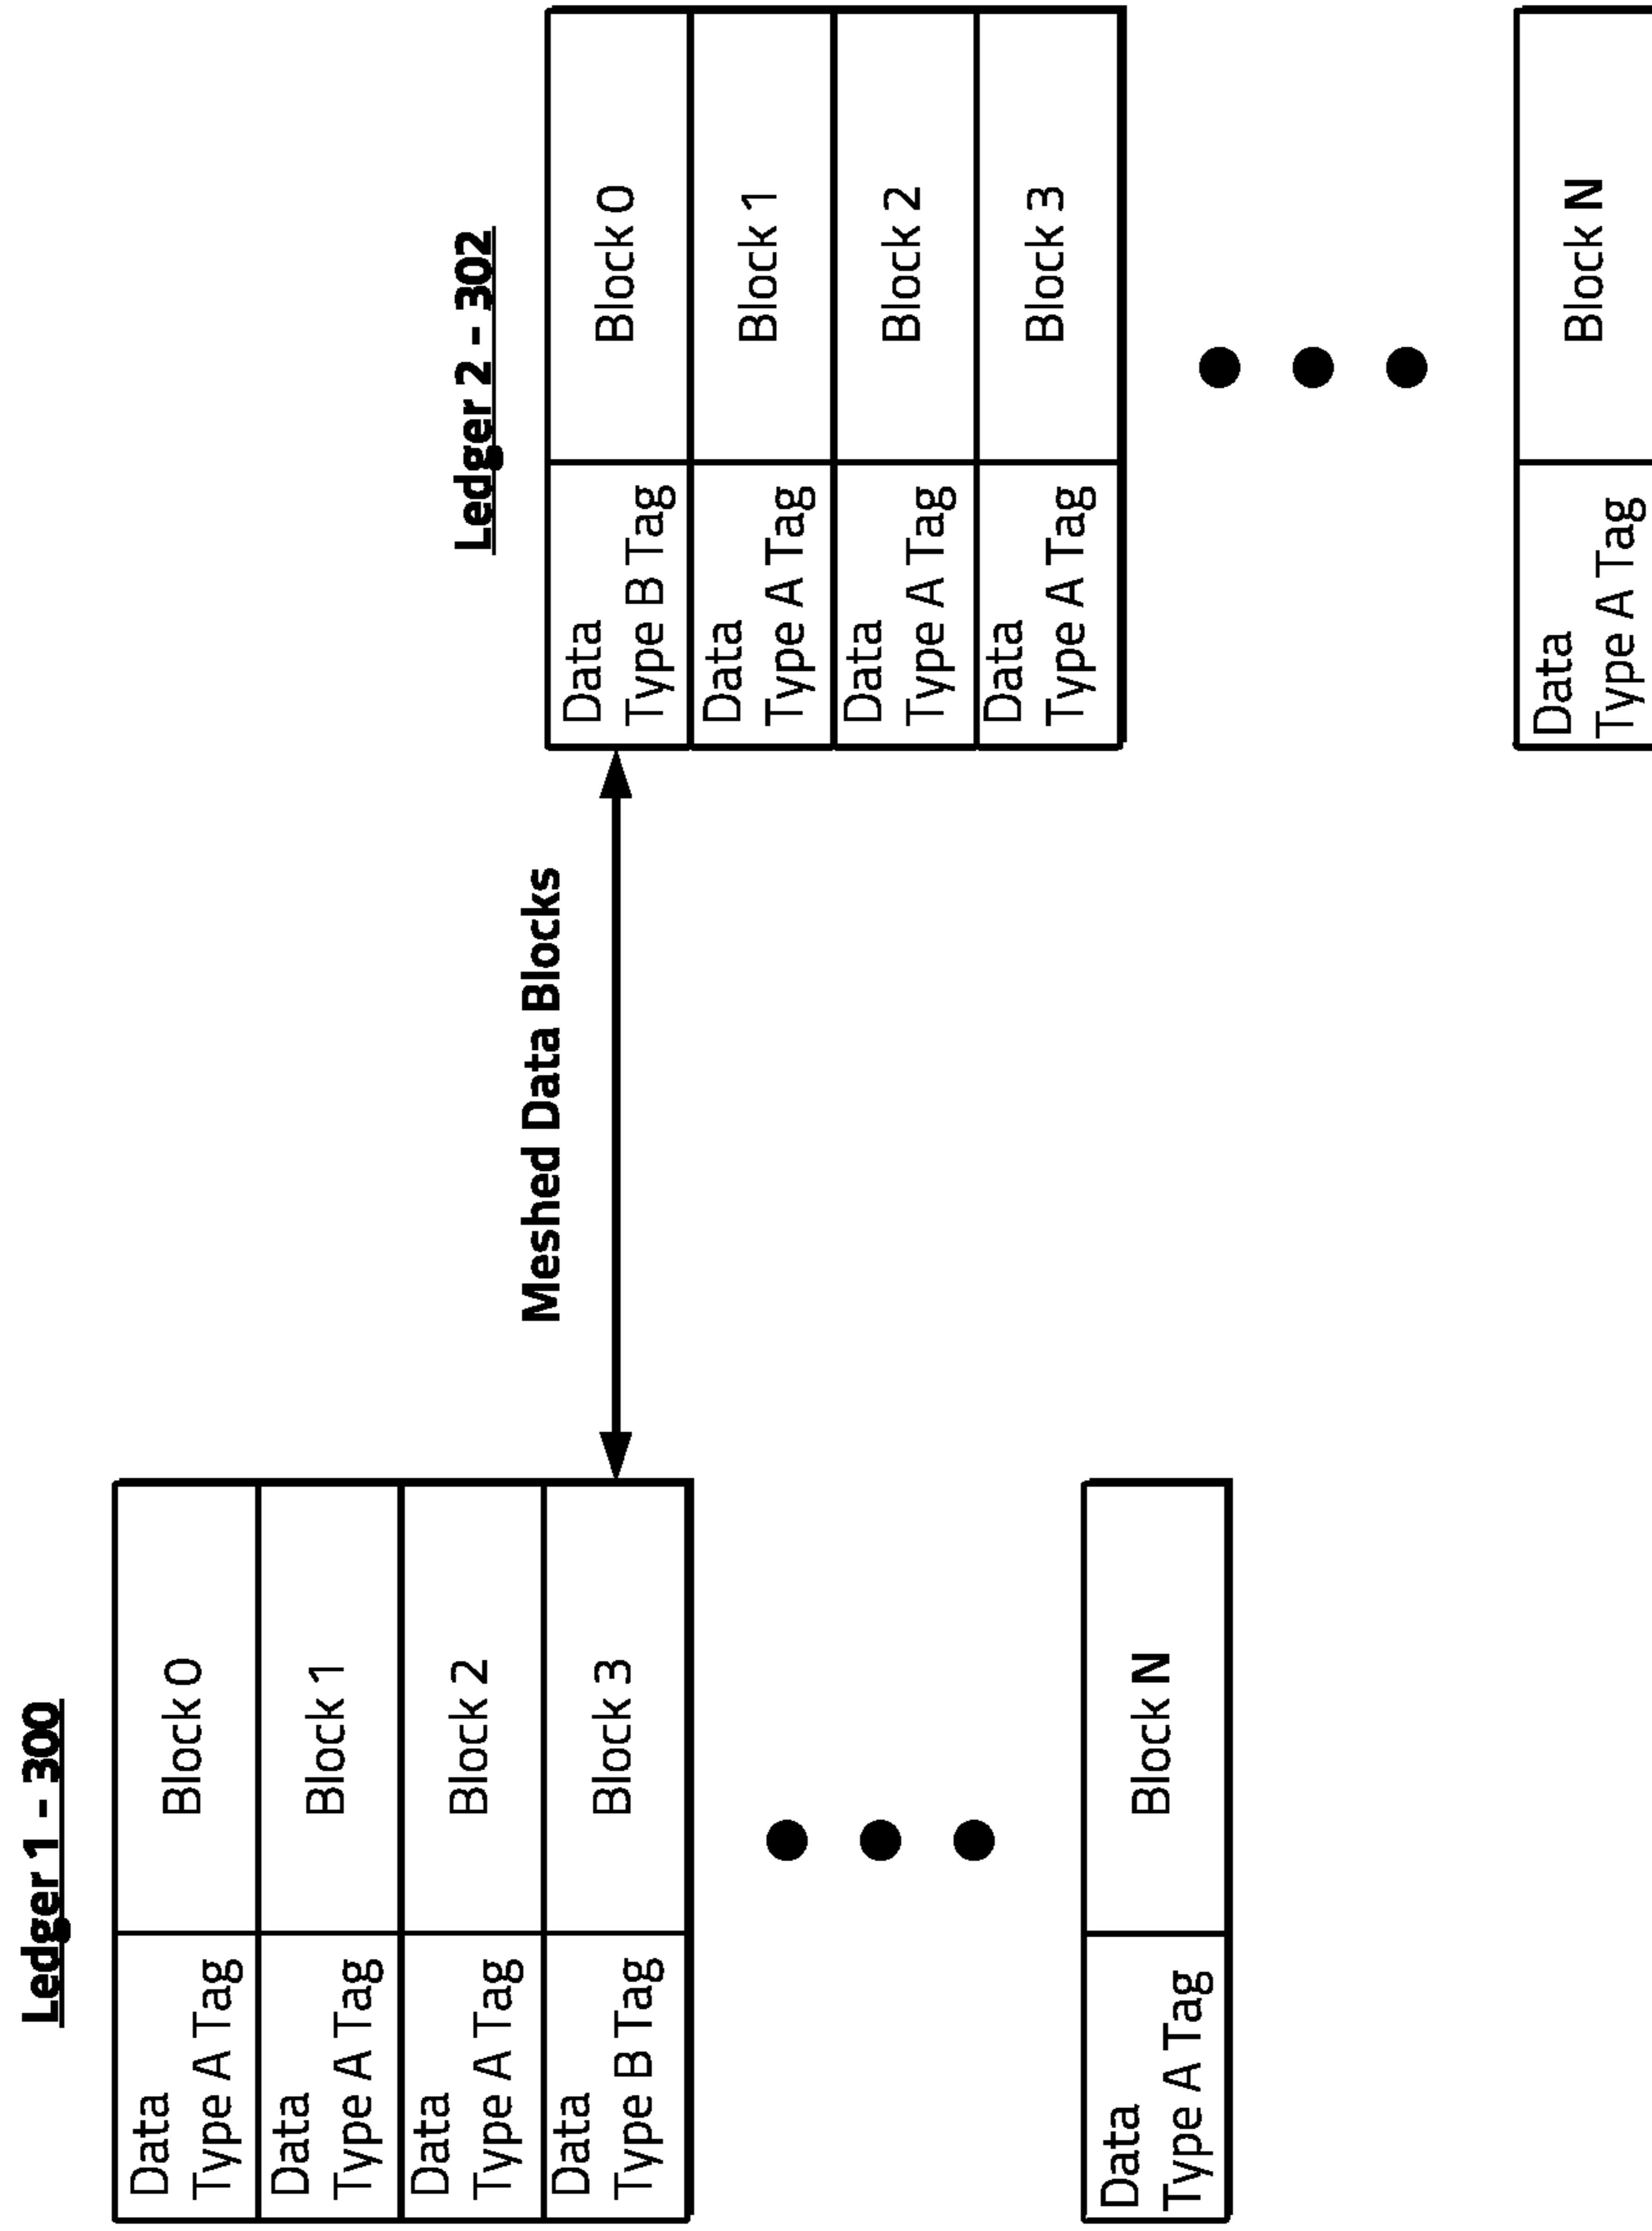 Ledger 1 - 300
Data
Type A Tag
Block 0
Data
Type A Tag
Block 1
Data
Type A Tag
Block 2
Data
Type B Tag
Block 3
Data
Type A Tag
Block N
Meshed Data Blocks
Ledger 2 - 302
Data
Type B Tag
Block 0
Data
Type A Tag
Block 1
Data
Type A Tag
Block 2
Data
Type A Tag
Block 3
Data
Type A Tag
Block N